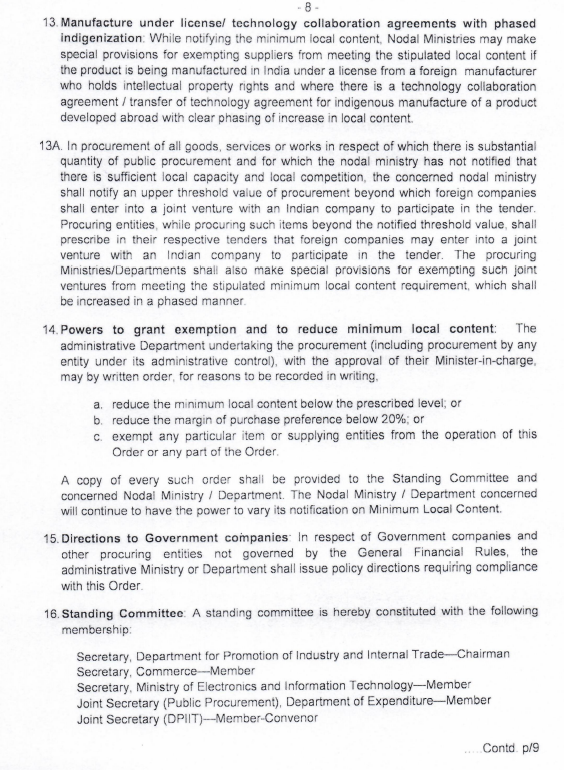 - 8 -
13. Manufacture under license/ technology collaboration agreements with phased
indigenization: While notifying the minimum local content, Nodal Ministries may make
special provisions for exempting suppliers from meeting the stipulated local content if
the product is being manufactured in India under a license from a foreign manufacturer
who holds intellectual property rights and where there is a technology collaboration
agreement / transfer of technology agreement for indigenous manufacture of a product
developed abroad with clear phasing of increase in local content.
13A. In procurement of all goods, services or works in respect of which there is substantial
quantity of public procurement and for which the nodal ministry has not notified that
there is sufficient local capacity and local competition, the concerned nodal ministry
shall notify an upper threshold value of procurement beyond which foreign companies
shall enter into a joint venture with an Indian company to participate in the tender.
Procuring entities, while procuring such items beyond the notified threshold value, shall
prescribe in their respective tenders that foreign companies may enter into a joint
venture with an Indian company to participate in the tender. The procuring
Ministries/Departments shall also make special provisions for exempting such joint
ventures from meeting the stipulated minimum local content requirement, which shall
be increased in a phased manner.
14. Powers to grant exemption and to reduce minimum local content: The
administrative Department undertaking the procurement (including procurement by any
entity under its administrative control), with the approval of their Minister-in-charge,
may by written order, for reasons to be recorded in writing,
a. reduce the minimum local content below the prescribed level; or
b. reduce the margin of purchase preference below 20%; or
c. exempt any particular item or supplying entities from the operation of this
Order or any part of the Order.
A copy of every such order shall be provided to the Standing Committee and
concerned Nodal Ministry / Department. The Nodal Ministry / Department concerned
will continue to have the power to vary its notification on Minimum Local Content.
15. Directions to Government companies: In respect of Government companies and
other procuring entities not governed by the General Financial Rules, the
administrative Ministry or Department shall issue policy directions requiring compliance
with this Order.
16. Standing Committee: A standing committee is hereby constituted with the following
membership:
Secretary, Department for Promotion of Industry and Internal Trade—Chairman
Secretary, Commerce—Member
Secretary, Ministry of Electronics and Information Technology—Member
Joint Secretary (Public Procurement), Department of Expenditure—Member
Joint Secretary (DPIIT)—Member-Convenor
.....Contd. p/9